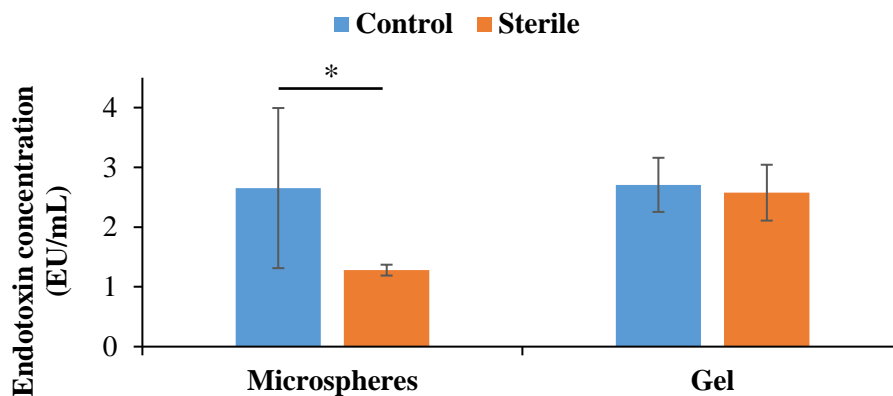 Control Sterile
*
Endotoxin concentration
(EU/mL)
4
3
2
1
0
Microspheres Gel